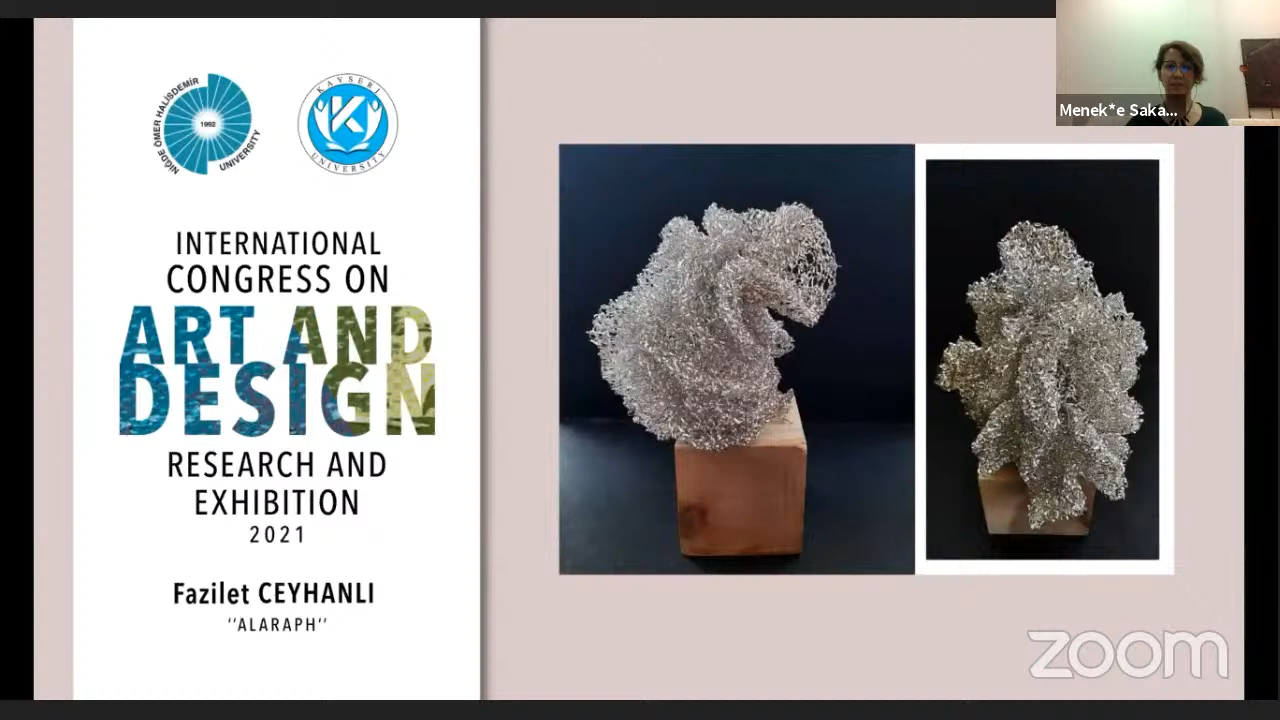 NİĞDE ÖMER HALİSDEMİR
UNIVERSITY
1992
KAYSERİ
UNIVERSITY
K
INTERNATIONAL
CONGRESS ON
ART AND
DESIGN
RESEARCH AND
EXHIBITION
2021
Fazilet CEYHANLI
‘‘ALARAPH’’
Menek*e Saka...
zoom